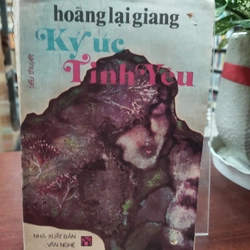 hoàng lại giang
Ký ức
Tình Yêu
tiểu thuyết
NHÀ XUẤT BẢN
VĂN NGHỆ